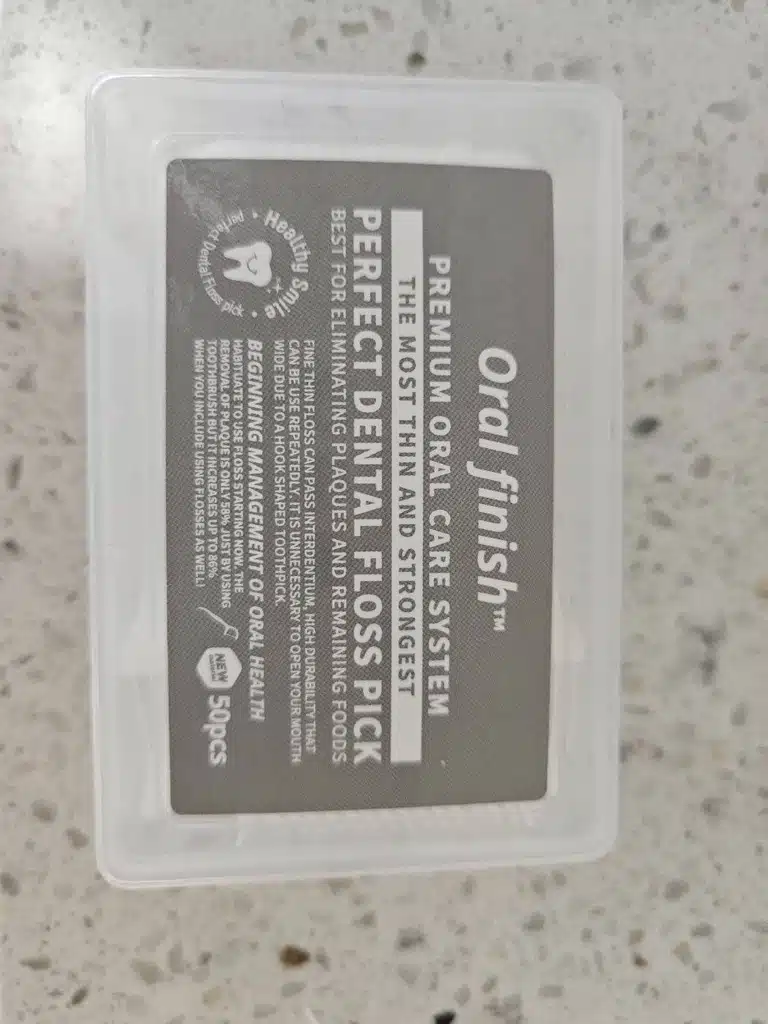 Oral finish™
PREMIUM ORAL CARE SYSTEM
THE MOST THIN AND STRONGEST
PERFECT DENTAL FLOSS PICK
BEST FOR ELIMINATING PLAQUES AND REMAINING FOODS
Healthy Smile
perfect Dental Floss pick
FINE THIN FLOSS CAN PASS INTERDENTIUM, HIGH DURABILITY THAT
CAN BE USE REPEATEDLY. IT IS UNNECESSARY TO OPEN YOUR MOUTH
WIDE DUE TO A HOOK SHAPED TOOTHPICK.
BEGINNING MANAGEMENT OF ORAL HEALTH
HABITUATE TO USE FLOSS STARTING NOW. THE
REMOVAL OF PLAQUE IS ONLY 58% JUST BY USING
TOOTHBRUSH BUT IT INCREASES UP TO 86%
WHEN YOU INCLUDE USING FLOSSES AS WELL!
NEW
50pcs